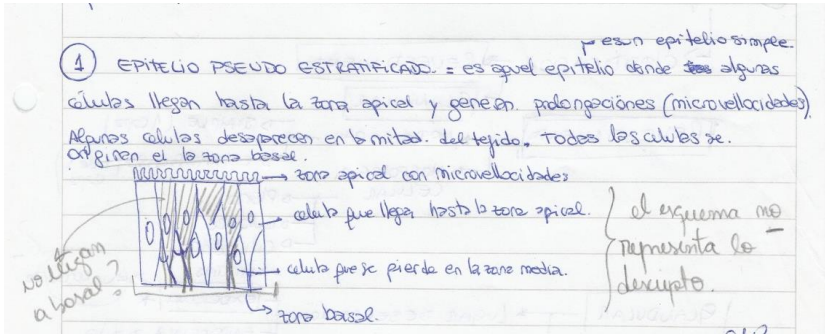 → es un epitelio simple.
① EPITELIO PSEUDO ESTRATIFICADO. = es aquel epitelio donde algunas
células llegan hasta la zona apical y generan prolongaciones (microvellocidades).
Algunas celulas desaparecen en la mitad. del tejido. Todas las celulas se.
originan el la zona basal.
→ zona apical con microvellocidades
→ celula que llega hasta la zona apical.
→ celula que se pierde en la zona media.
→ zona basal.
no llegan
a basal?
el esquema no
representa lo
descripto.